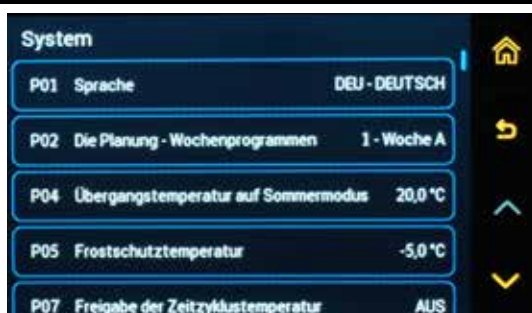 System
P01 Sprache DEU - DEUTSCH
P02 Die Planung - Wochenprogrammen 1 - Woche A
P04 Übergangstemperatur auf Sommermodus 20,0 °C
P05 Frostschutztemperatur -5,0 °C
P07 Freigabe der Zeitzyklustemperatur AUS